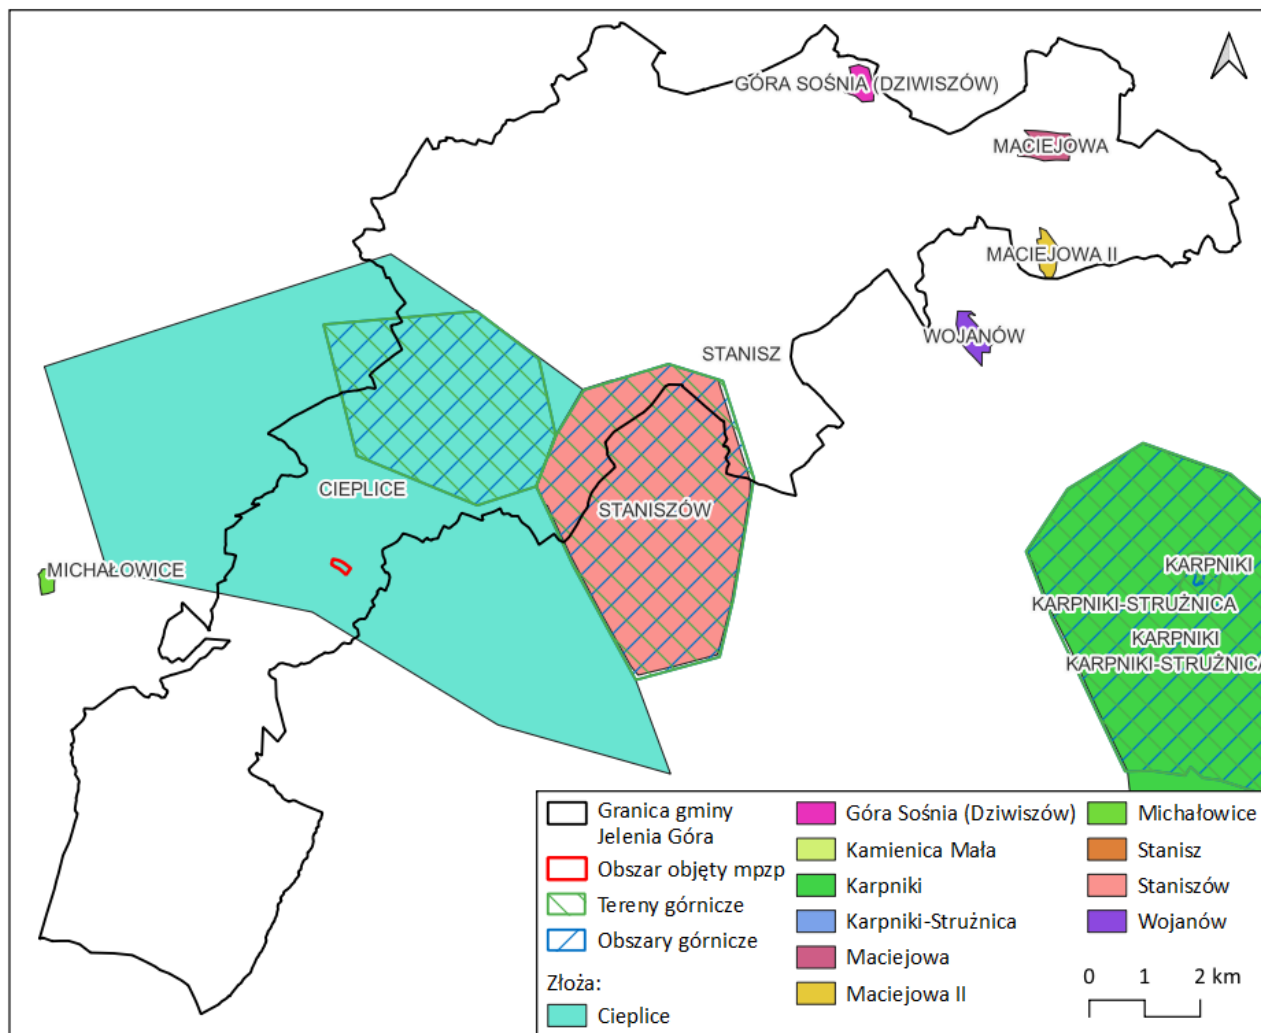 GÓRA SOŚNIA (DZIWISZÓW)
MACIEJOWA
MACIEJOWA II
WOJANÓW
STANISZ
CIEPLICE
STANISZÓW
MICHAŁOWICE
KARPNIKI
KARPNIKI-STRUŻNICA
KARPNIKI
KARPNIKI-STRUŻNICA
Granica gminy
Jelenia Góra
Obszar objęty mpzp
Tereny górnicze
Obszary górnicze
Złoża:
Cieplice
Góra Sośnia (Dziwiszów)
Kamienica Mała
Karpniki
Karpniki-Strużnica
Maciejowa
Maciejowa II
Michałowice
Stanisz
Staniszów
Wojanów
0 1 2 km